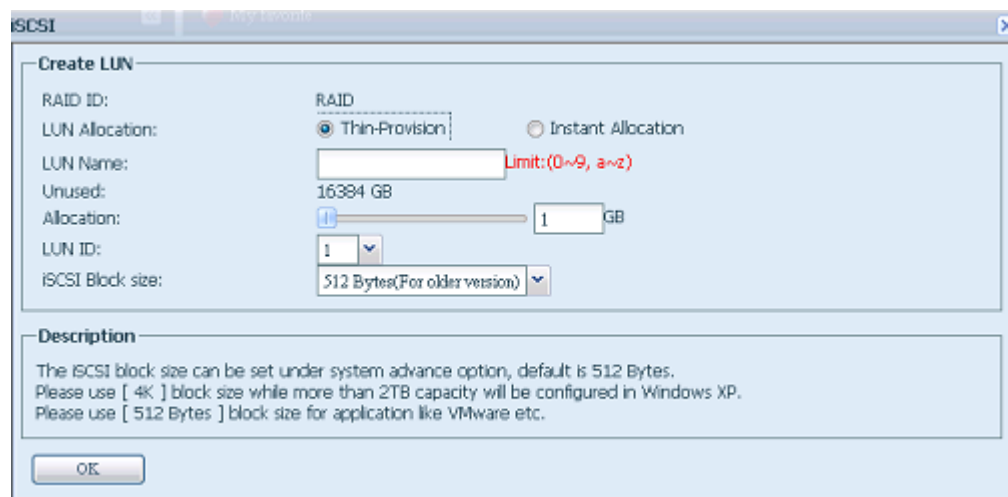 My favorite
iSCSI
Create LUN
RAID ID: RAID
LUN Allocation: Thin-Provision Instant Allocation
LUN Name: Limit:(0~9, a~z)
Unused: 16384 GB
Allocation: 1 GB
LUN ID: 1
iSCSI Block size: 512 Bytes(For older version)
Description
The iSCSI block size can be set under system advance option, default is 512 Bytes.
Please use [ 4K ] block size while more than 2TB capacity will be configured in Windows XP.
Please use [ 512 Bytes ] block size for application like VMware etc.
OK